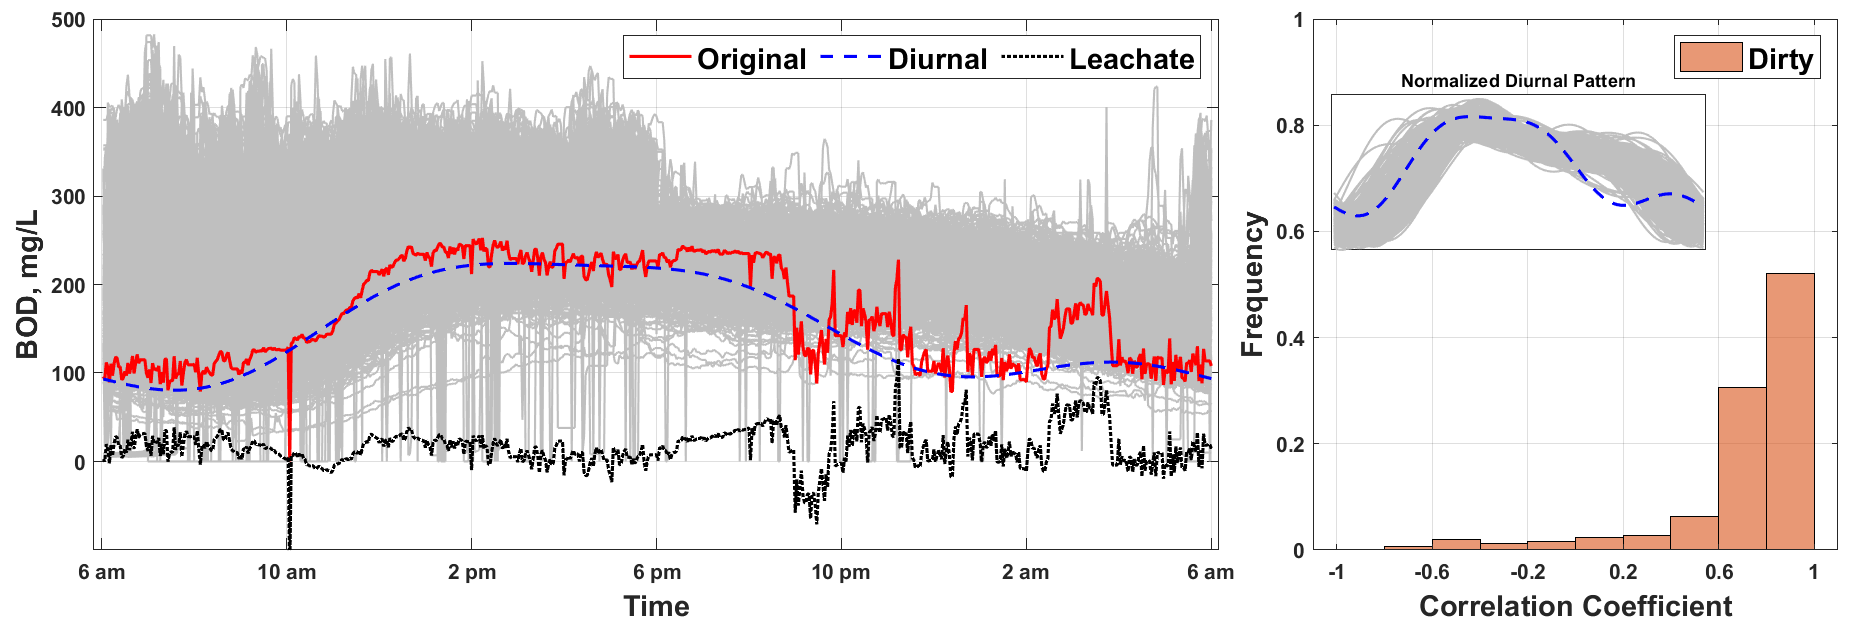 500
400
300
200
100
0
BOD, mg/L
Original
Diurnal
Leachate
6 am
10 am
2 pm
6 pm
10 pm
2 am
6 am
Time
1
0.8
0.6
0.4
0.2
0
Frequency
Dirty
Normalized Diurnal Pattern
-1
-0.6
-0.2
0.2
0.6
1
Correlation Coefficient